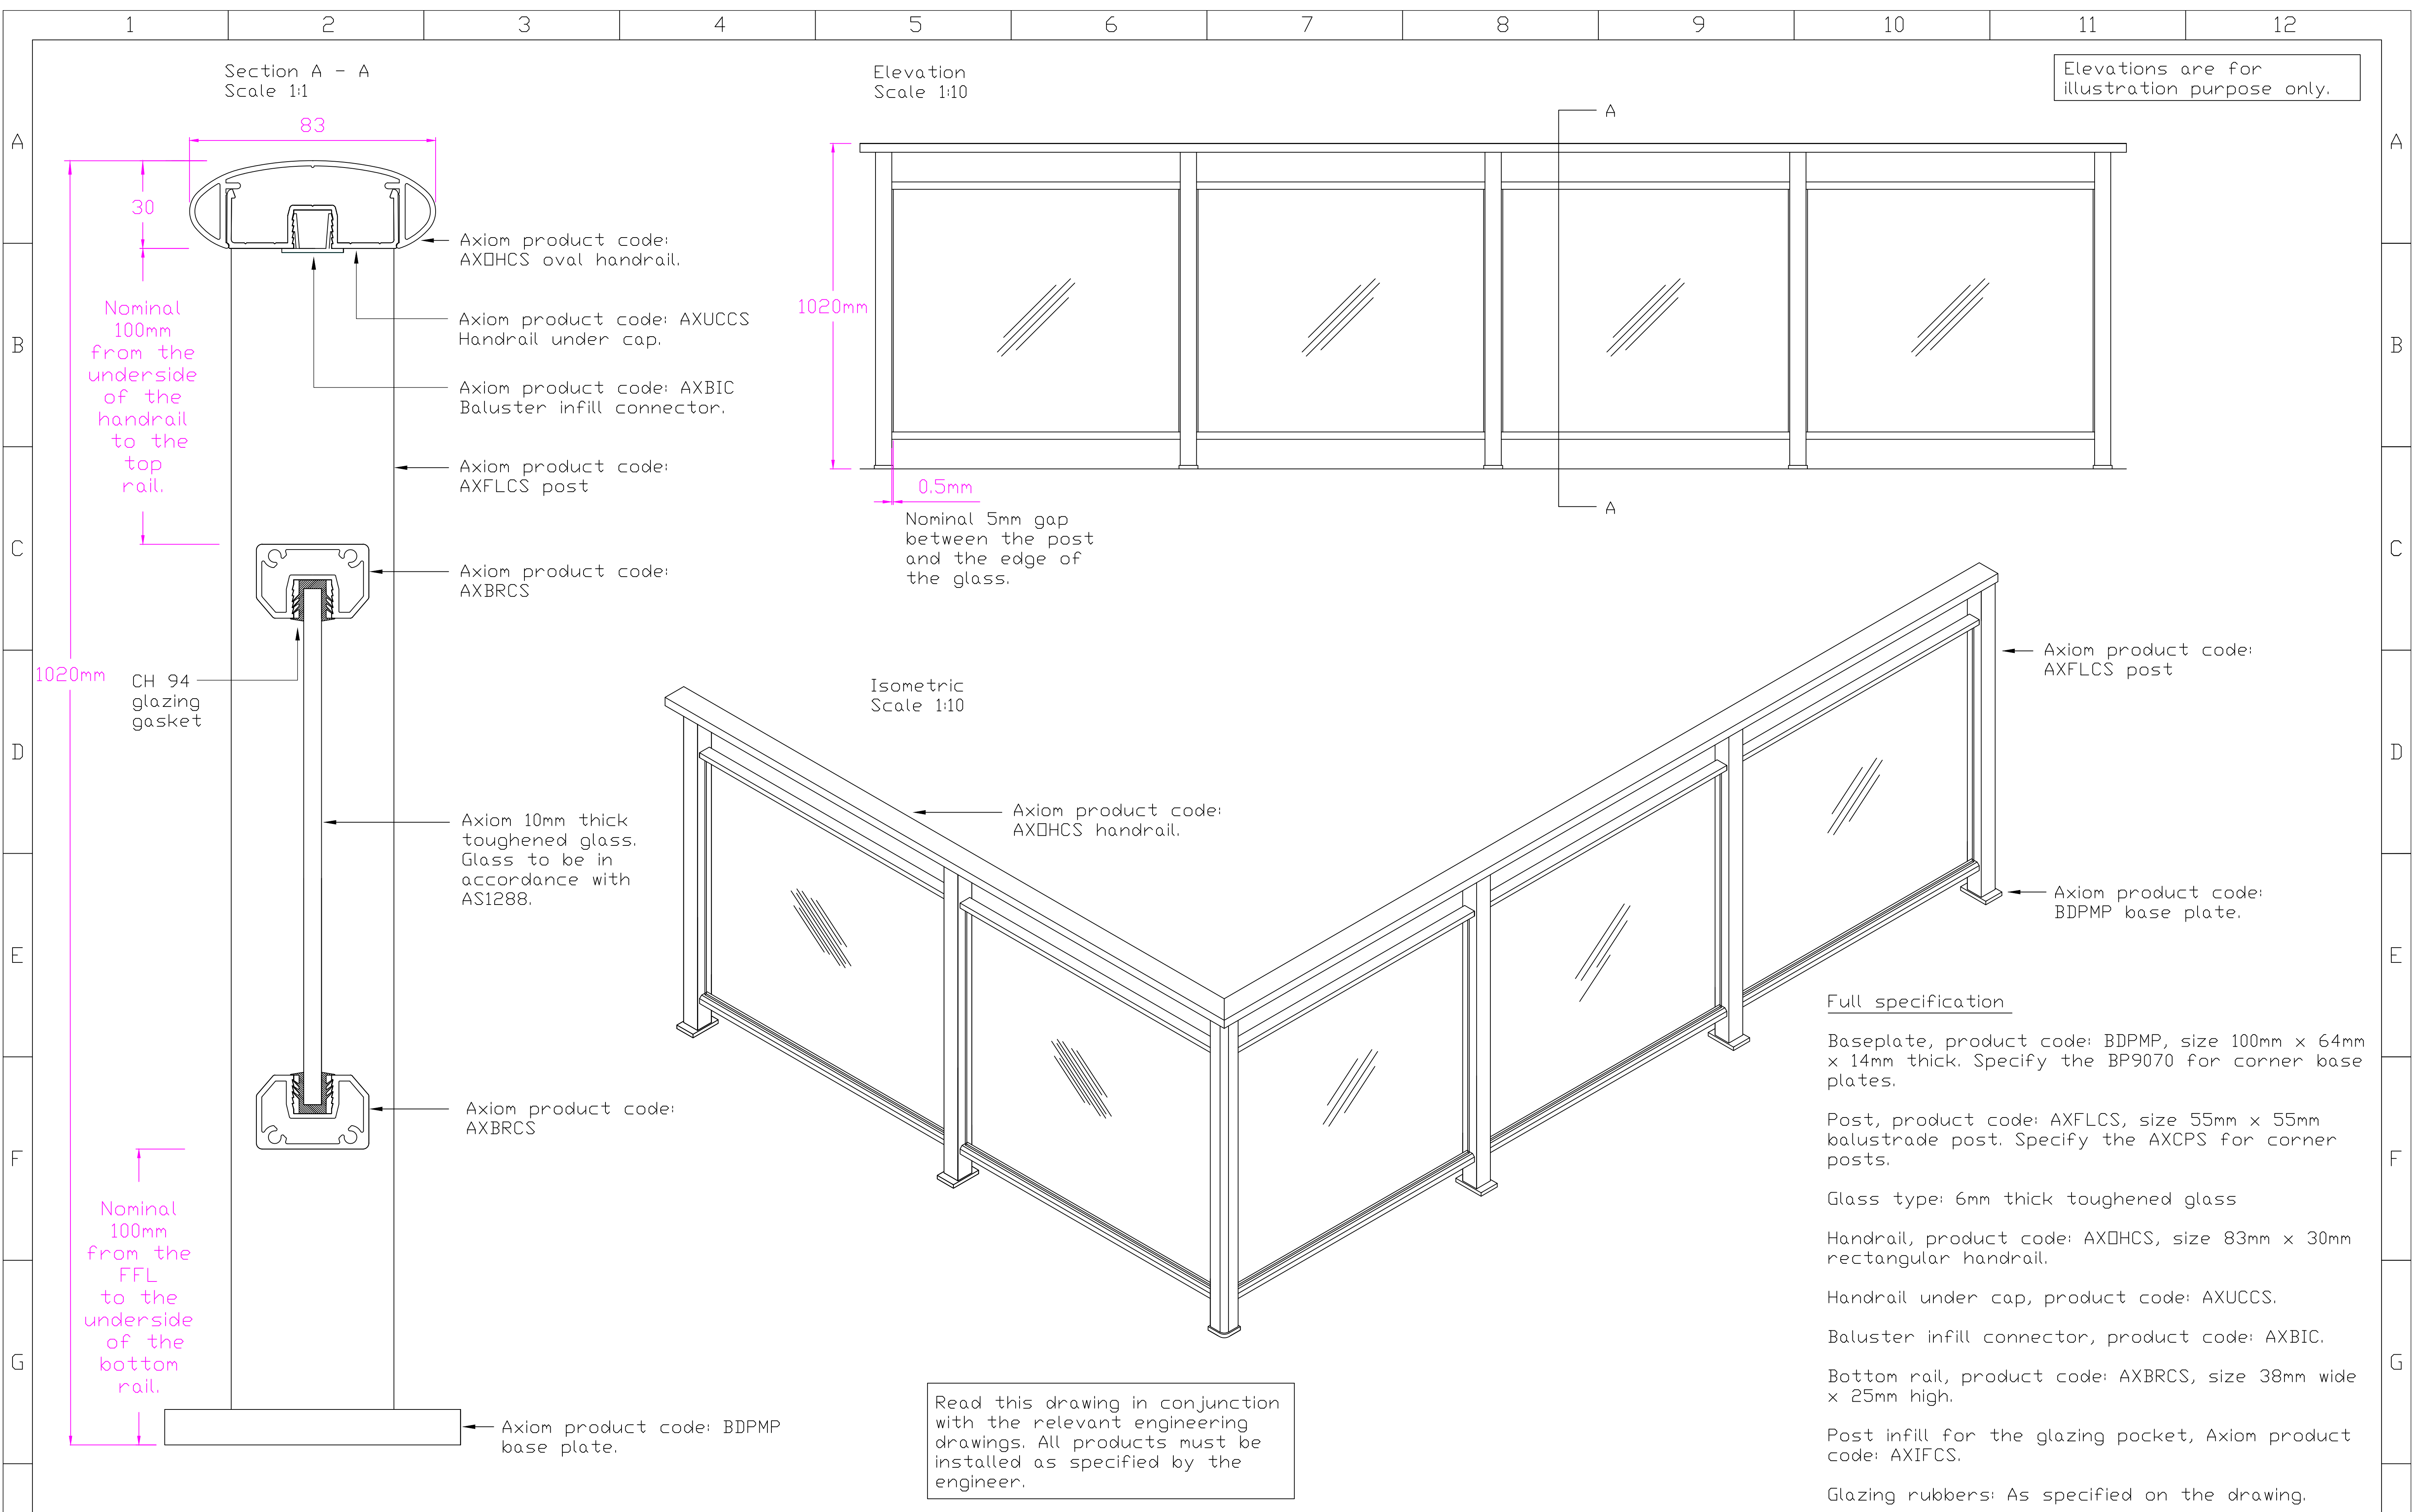 1 2 3 4 5 6 7 8 9 10 11 12
A
B
C
D
E
F
G
A
B
C
D
E
F
G
Section A - A
Scale 1:1
83
30
1020mm
Nominal
100mm
from the
underside
of the
handrail
to the
top
rail.
Axiom product code:
AXOHCS oval handrail.
Axiom product code: AXUCCS
Handrail under cap.
Axiom product code: AXBIC
Baluster infill connector.
Axiom product code:
AXFLCS post
Axiom product code:
AXBRCS
CH 94
glazing
gasket
Axiom 10mm thick
toughened glass.
Glass to be in
accordance with
AS1288.
Axiom product code:
AXBRCS
Nominal
100mm
from the
FFL
to the
underside
of the
bottom
rail.
Axiom product code: BDPMP
base plate.
Elevation
Scale 1:10
1020mm
A
A
0.5mm
Nominal 5mm gap
between the post
and the edge of
the glass.
Elevations are for
illustration purpose only.
Isometric
Scale 1:10
Axiom product code:
AXOHCS handrail.
Axiom product code:
AXFLCS post
Axiom product code:
BDPMP base plate.
Read this drawing in conjunction
with the relevant engineering
drawings. All products must be
installed as specified by the
engineer.
Full specification
Baseplate, product code: BDPMP, size 100mm x 64mm
x 14mm thick. Specify the BP9070 for corner base
plates.
Post, product code: AXFLCS, size 55mm x 55mm
balustrade post. Specify the AXCPS for corner
posts.
Glass type: 6mm thick toughened glass
Handrail, product code: AXOHCS, size 83mm x 30mm
rectangular handrail.
Handrail under cap, product code: AXUCCS.
Baluster infill connector, product code: AXBIC.
Bottom rail, product code: AXBRCS, size 38mm wide
x 25mm high.
Post infill for the glazing pocket, Axiom product
code: AXIFCS.
Glazing rubbers: As specified on the drawing.